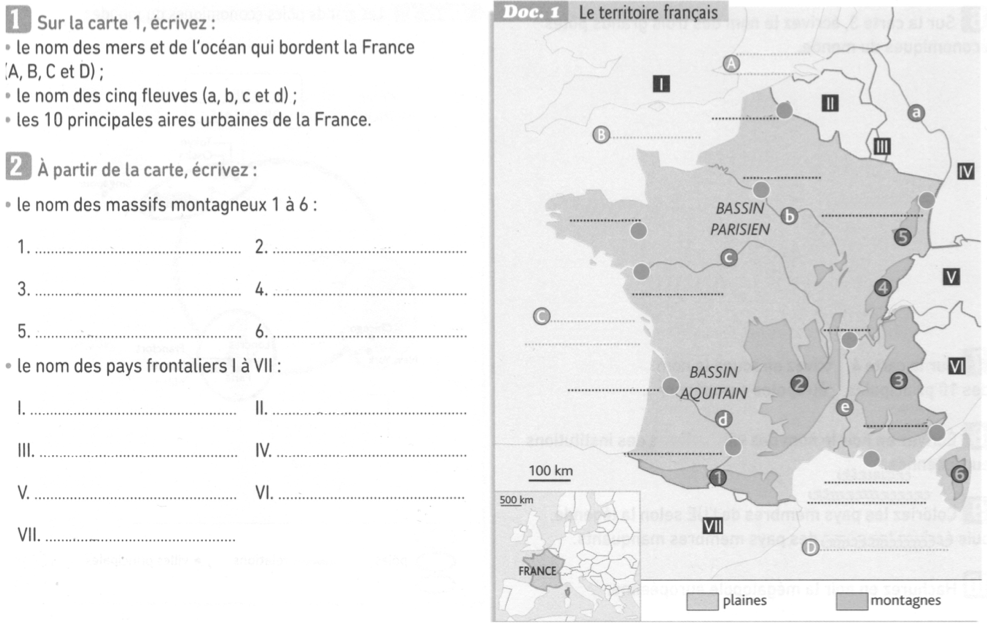 1 Sur la carte 1, écrivez :
• le nom des mers et de l'océan qui bordent la France
(A, B, C et D) ;
• le nom des cinq fleuves (a, b, c et d) ;
• les 10 principales aires urbaines de la France.
2 À partir de la carte, écrivez :
• le nom des massifs montagneux 1 à 6 :
1. 2.
3. 4.
5. 6.
• le nom des pays frontaliers I à VII :
I. II.
III. IV.
V. VI.
VII.
Doc. 1 Le territoire français
A
I
II
a
B
III
IV
BASSIN
PARISIEN
b
5
c
V
4
C
VI
BASSIN
AQUITAIN
2
3
e
d
100 km
1
6
500 km
VII
D
FRANCE
plaines
montagnes